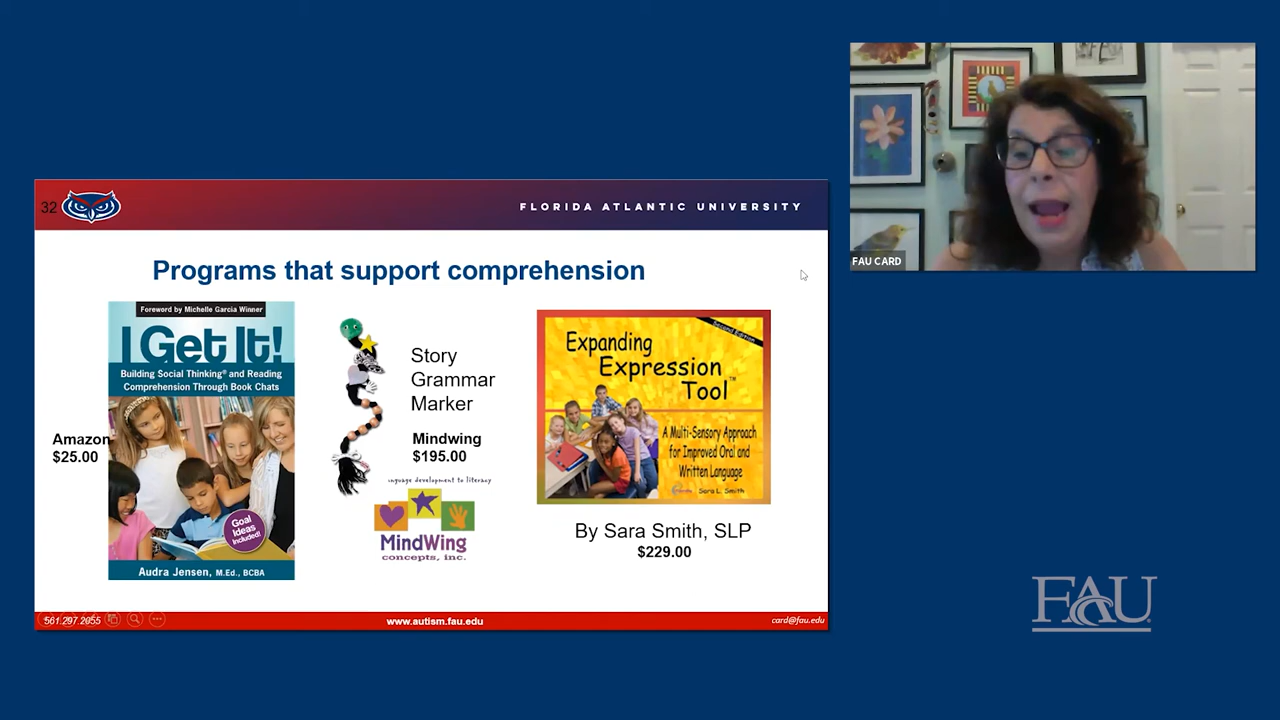 FAU CARD
32
FLORIDA ATLANTIC UNIVERSITY
Programs that support comprehension
Foreword by Michelle Garcia Winner
I Get It!
Building Social Thinking® and Reading
Comprehension Through Book Chats
Goal
Ideas
Included!
Audra Jensen, M.Ed., BCBA
Amazon
$25.00
Story
Grammar
Marker
Mindwing
$195.00
language development to literacy
MindWing
concepts, inc.
Second Edition
Expanding
Expression
Tool™
A Multi-Sensory Approach
for Improved Oral and
Written Language
Sara L. Smith
By Sara Smith, SLP
$229.00
561.297.2055
www.autism.fau.edu
card@fau.edu
FAU